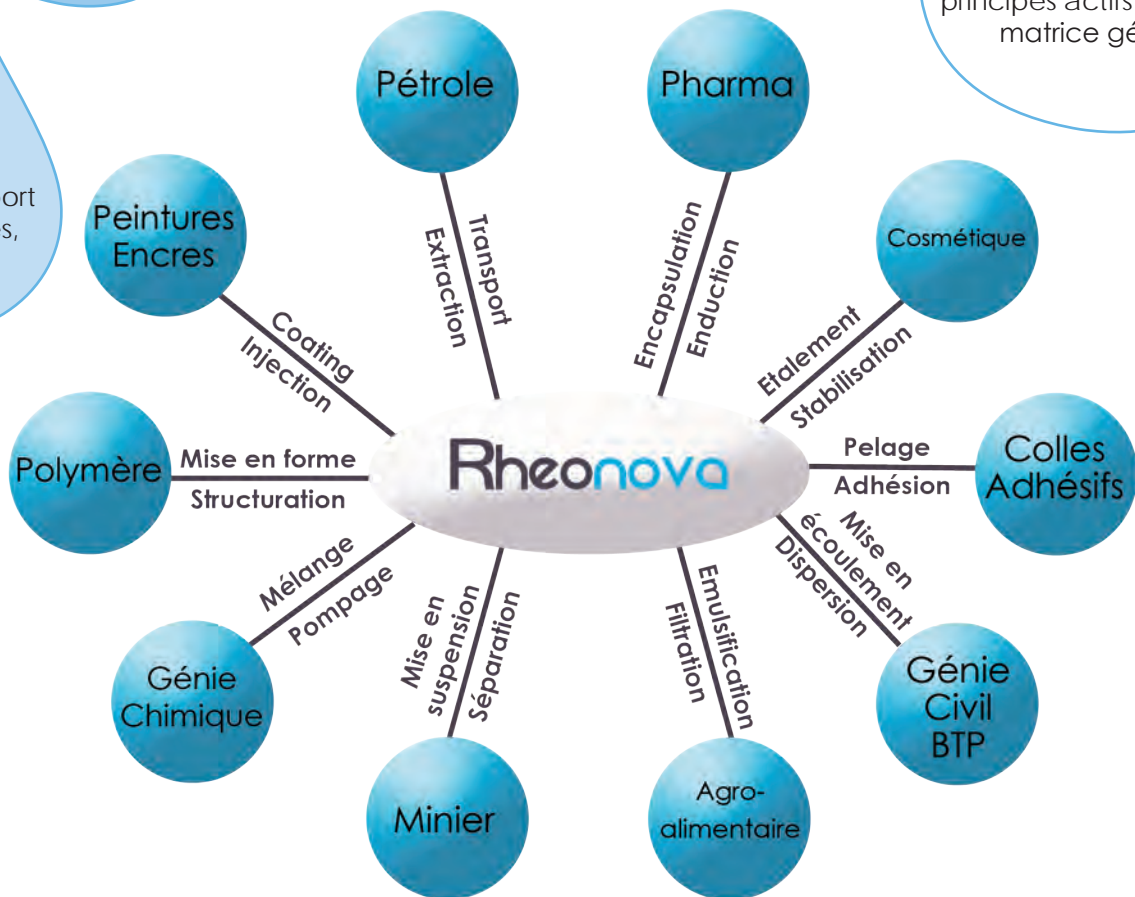 principes actifs
matrice gé
Pétrole
Pharma
ort
s,
Peintures
Encres
Cosmétique
Transport
Extraction
Encapsulation
Enduction
Coating
Injection
Etalement
Stabilisation
Polymère
Mise en forme
Structuration
Rheonova
Pelage
Adhésion
Colles
Adhésifs
Mélange
Pompage
Mise en
suspension
Séparation
Emulsification
Filtration
Mise en
écoulement
Dispersion
Génie
Chimique
Minier
Agro-
alimentaire
Génie
Civil
BTP